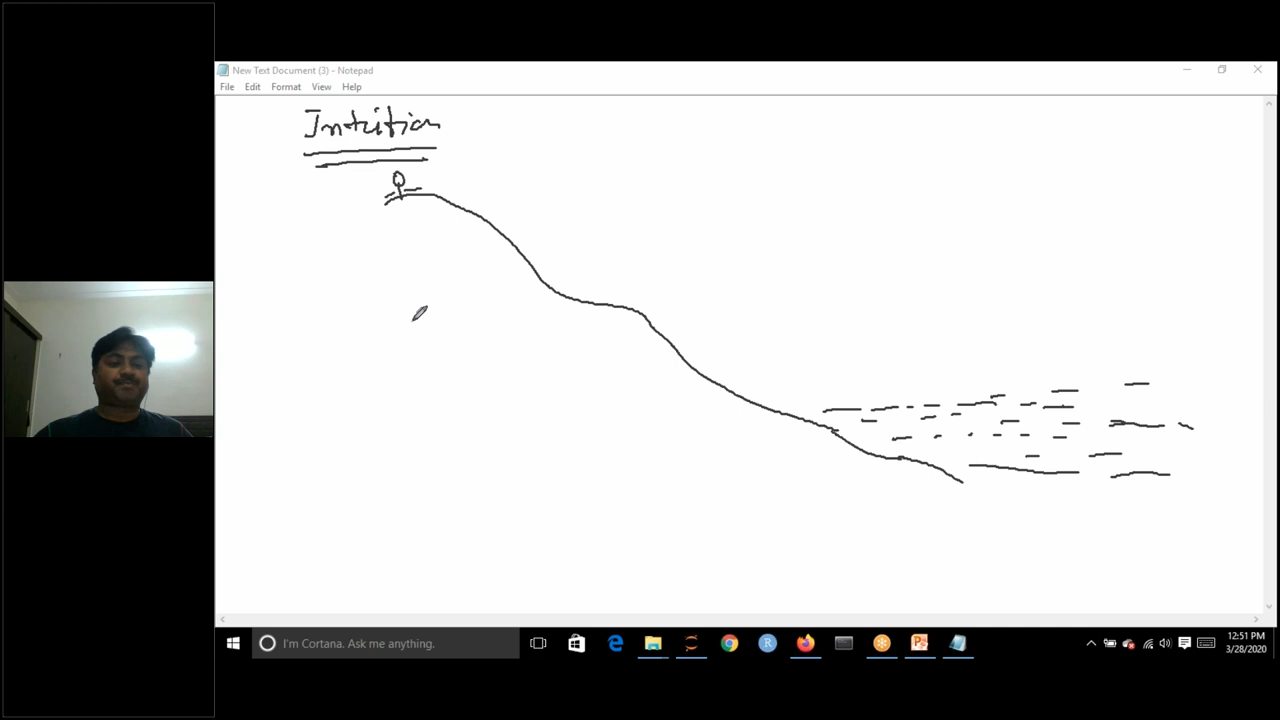 New Text Document (3) - Notepad
File Edit Format View Help
Intuition
I'm Cortana. Ask me anything.
12:51 PM
3/28/2020